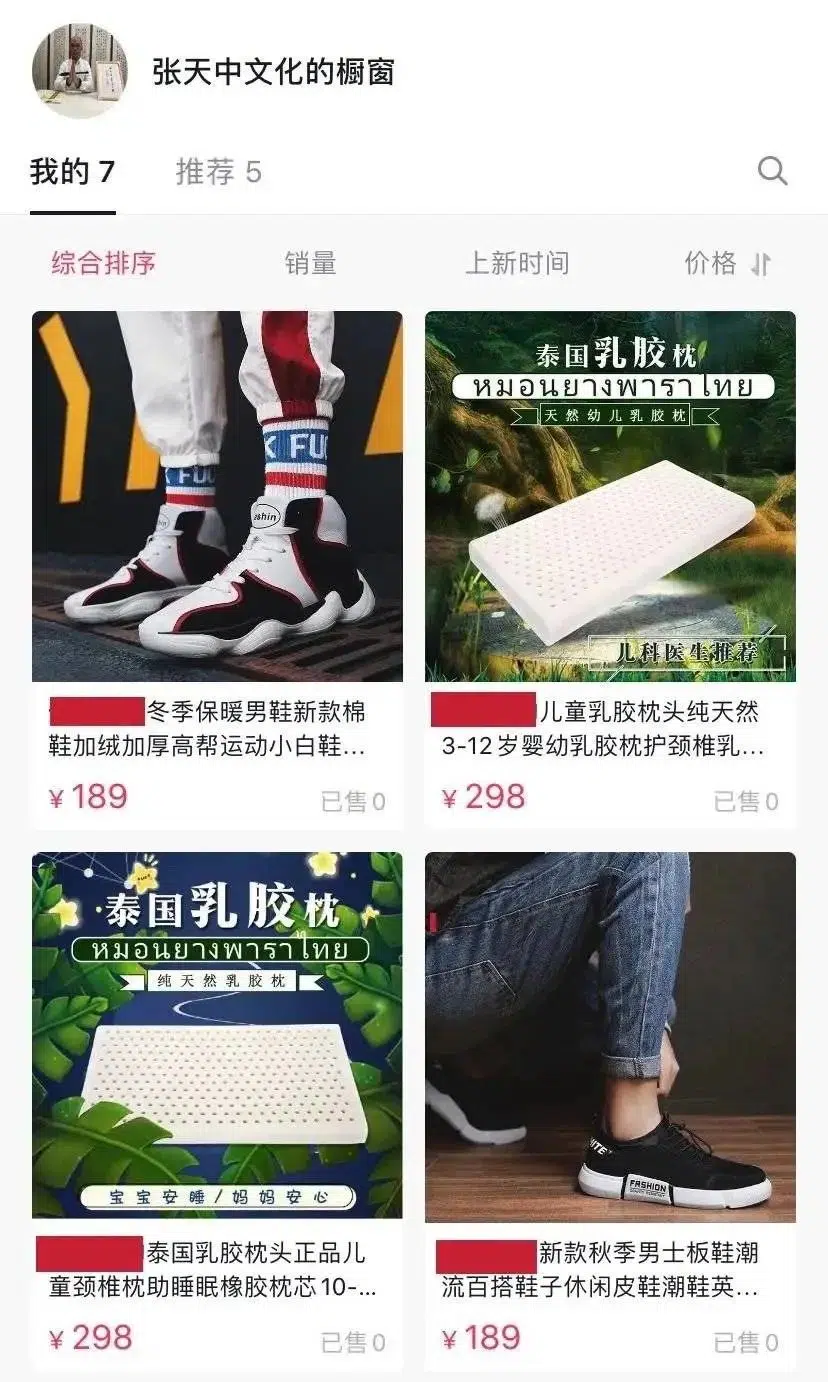 张天中文化的橱窗
我的 7
推荐 5
综合排序
销量
上新时间
价格
K FUC
K FU
ashin
泰国乳胶枕
หมอนยางพาราไทย
天然幼儿乳胶枕
儿科医生推荐
冬季保暖男鞋新款棉
鞋加绒加厚高帮运动小白鞋...
¥ 189
已售 0
儿童乳胶枕头纯天然
3-12岁婴幼乳胶枕护颈椎乳...
¥ 298
已售 0
泰国乳胶枕
หมอนยางพาราไทย
纯天然乳胶枕
宝宝安睡/妈妈安心
FASHION
泰国乳胶枕头正品儿
童颈椎枕助睡眠橡胶枕芯10-...
¥ 298
已售 0
新款秋季男士板鞋潮
流百搭鞋子休闲皮鞋潮鞋英...
¥ 189
已售 0